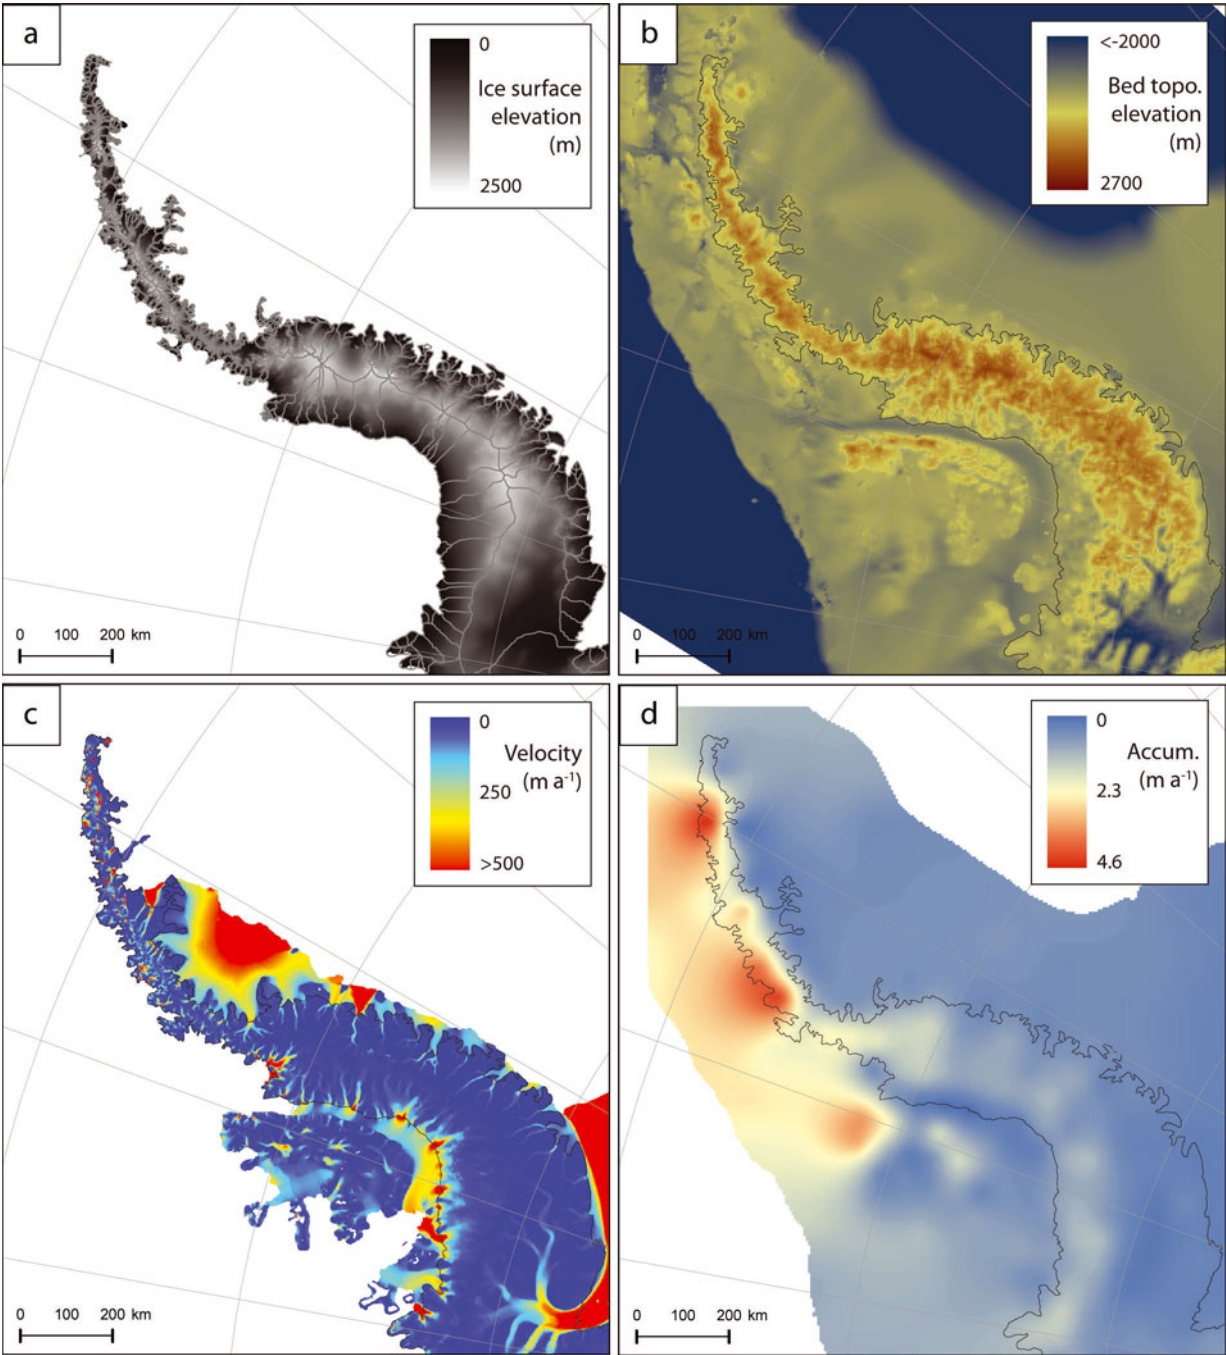 a
0
Ice surface
elevation
(m)
2500
0 100 200 km
b
<-2000
Bed topo.
elevation
(m)
2700
0 100 200 km
c
0
Velocity
250 (m a⁻¹)
>500
0 100 200 km
d
0
Accum.
2.3 (m a⁻¹)
4.6
0 100 200 km